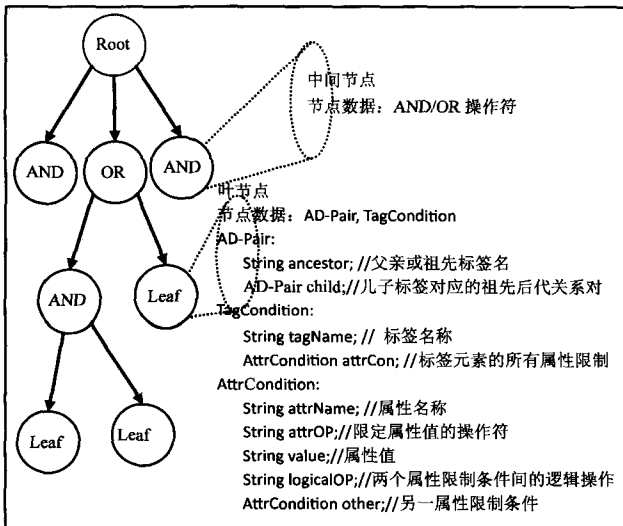 Root
中间节点
节点数据：AND/OR 操作符
AND
OR
AND
叶节点
节点数据：AD-Pair, TagCondition
AD-Pair:
String ancestor; //父亲或祖先标签名
AD-Pair child;//儿子标签对应的祖先后代关系对
TagCondition:
String tagName; // 标签名称
AttrCondition attrCon; //标签元素的所有属性限制
AttrCondition:
String attrName; //属性名称
String attrOP;//限定属性值的操作符
String value;//属性值
String logicalOP;//两个属性限制条件间的逻辑操作
AttrCondition other;//另一属性限制条件
AND
Leaf
Leaf
Leaf